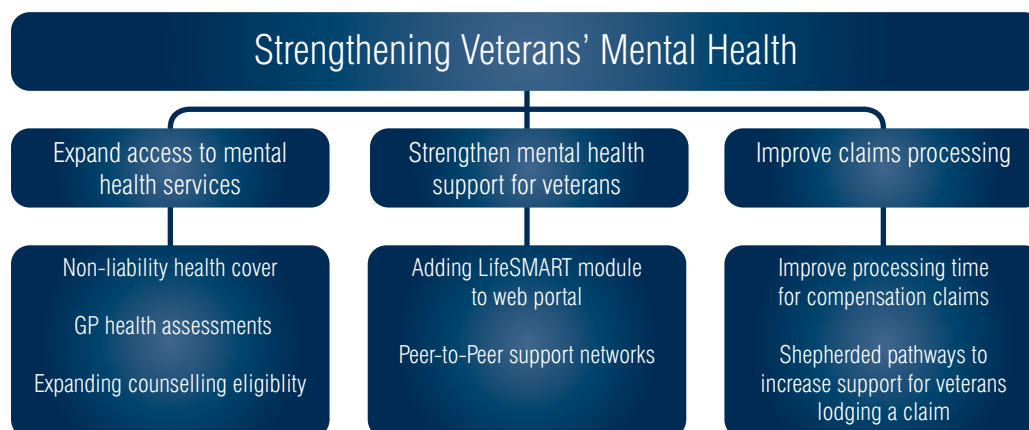 Strengthening Veterans’ Mental Health
Expand access to mental
health services
Strengthen mental health
support for veterans
Improve claims processing
Non-liability health cover
GP health assessments
Expanding counselling eligiblity
Adding LifeSMART module
to web portal
Peer-to-Peer support networks
Improve processing time
for compensation claims
Shepherded pathways to
increase support for veterans
lodging a claim